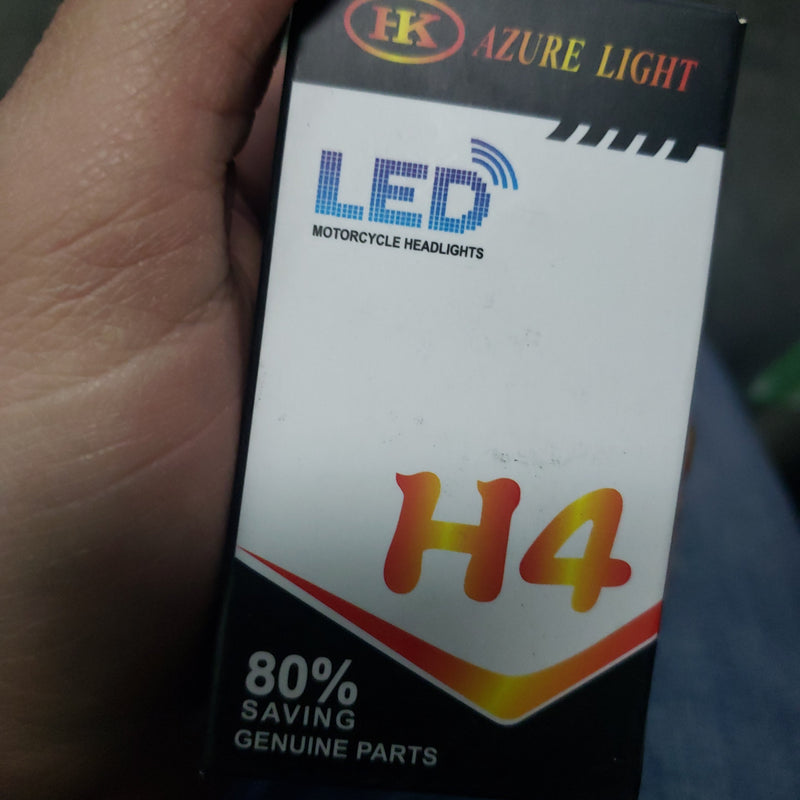 HK AZURE LIGHT
LED
MOTORCYCLE HEADLIGHTS
H4
80%
SAVING
GENUINE PARTS